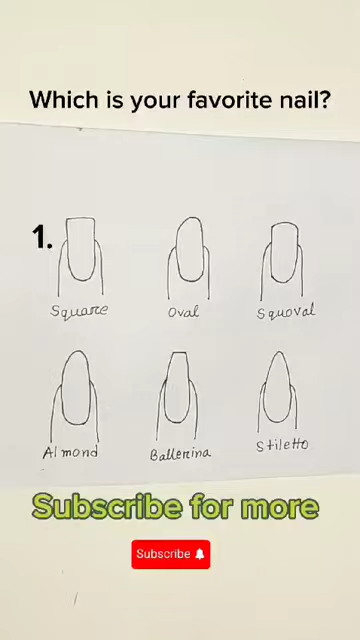 Which is your favorite nail?
1.
Square Oval Squoval
Almond Ballerina Stiletto
Subscribe for more
Subscribe